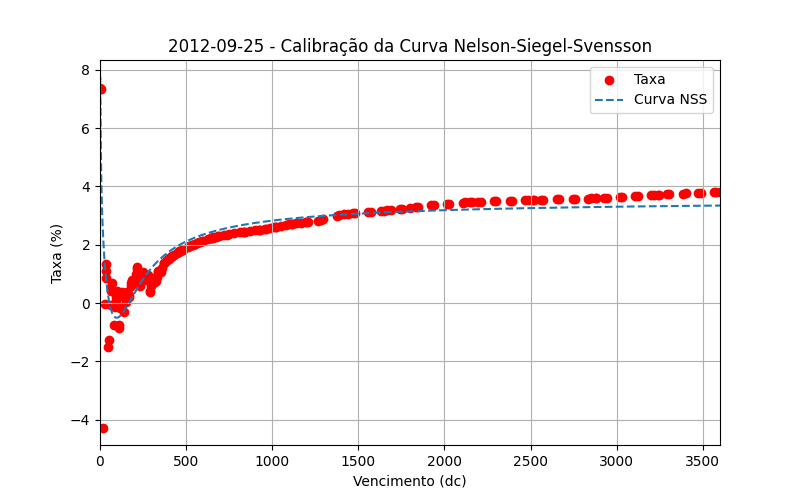 2012-09-25 - Calibração da Curva Nelson-Siegel-Svensson
Taxa
Curva NSS
Taxa (%)
8
6
4
2
0
−2
−4
0 500 1000 1500 2000 2500 3000 3500
Vencimento (dc)